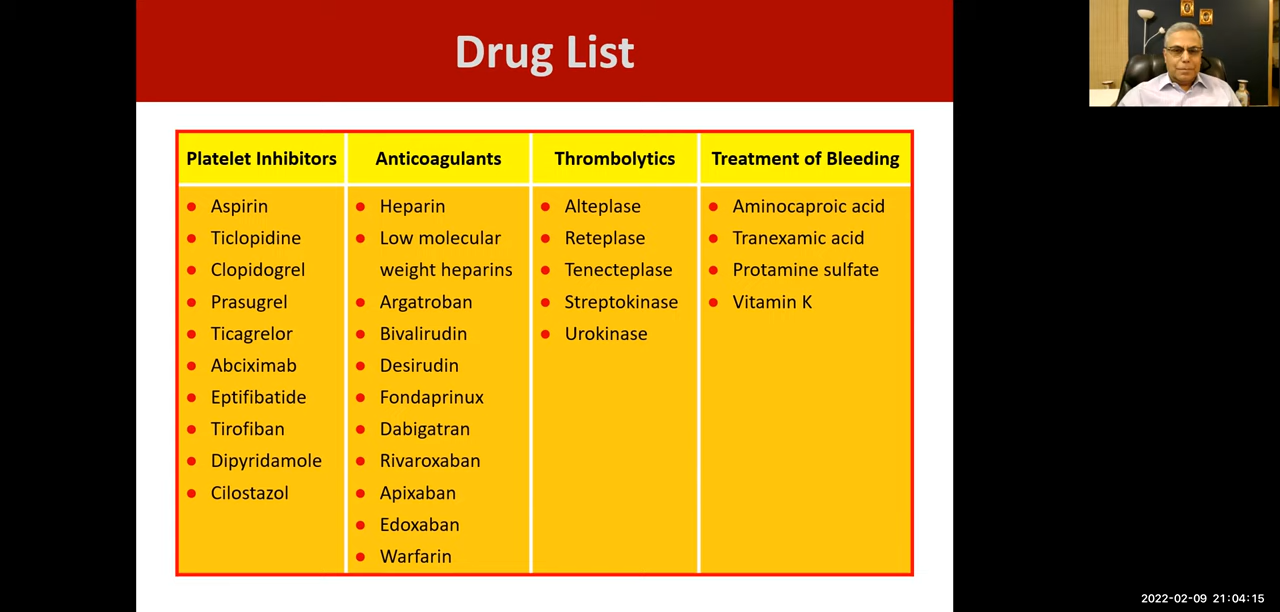 Drug List
Platelet Inhibitors
Aspirin
Ticlopidine
Clopidogrel
Prasugrel
Ticagrelor
Abciximab
Eptifibatide
Tirofiban
Dipyridamole
Cilostazol
Anticoagulants
Heparin
Low molecular
weight heparins
Argatroban
Bivalirudin
Desirudin
Fondaprinux
Dabigatran
Rivaroxaban
Apixaban
Edoxaban
Warfarin
Thrombolytics
Alteplase
Reteplase
Tenecteplase
Streptokinase
Urokinase
Treatment of Bleeding
Aminocaproic acid
Tranexamic acid
Protamine sulfate
Vitamin K
2022-02-09 21:04:15